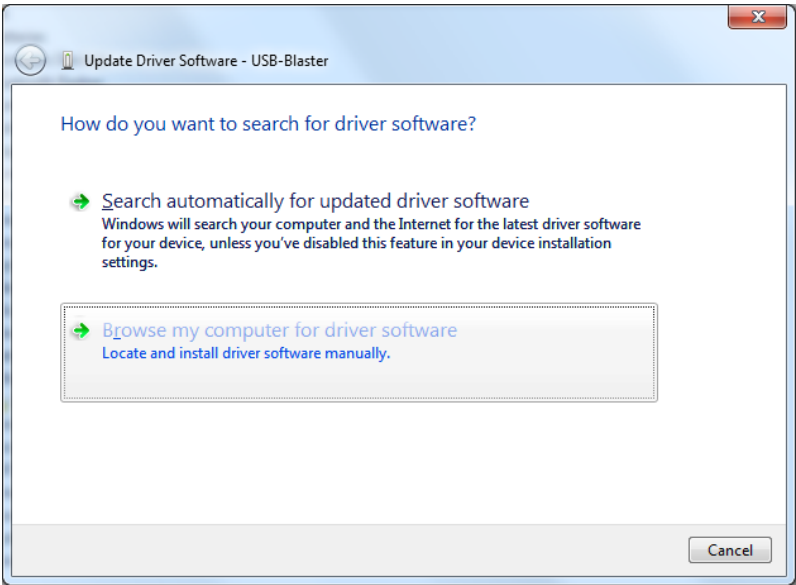 Update Driver Software - USB-Blaster
How do you want to search for driver software?
Search automatically for updated driver software
Windows will search your computer and the Internet for the latest driver software
for your device, unless you've disabled this feature in your device installation
settings.
Browse my computer for driver software
Locate and install driver software manually.
Cancel